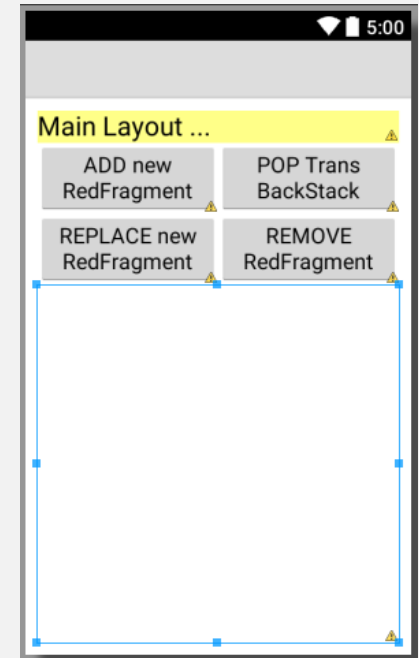 5:00
Main Layout ...
ADD new
RedFragment
POP Trans
BackStack
REPLACE new
RedFragment
REMOVE
RedFragment